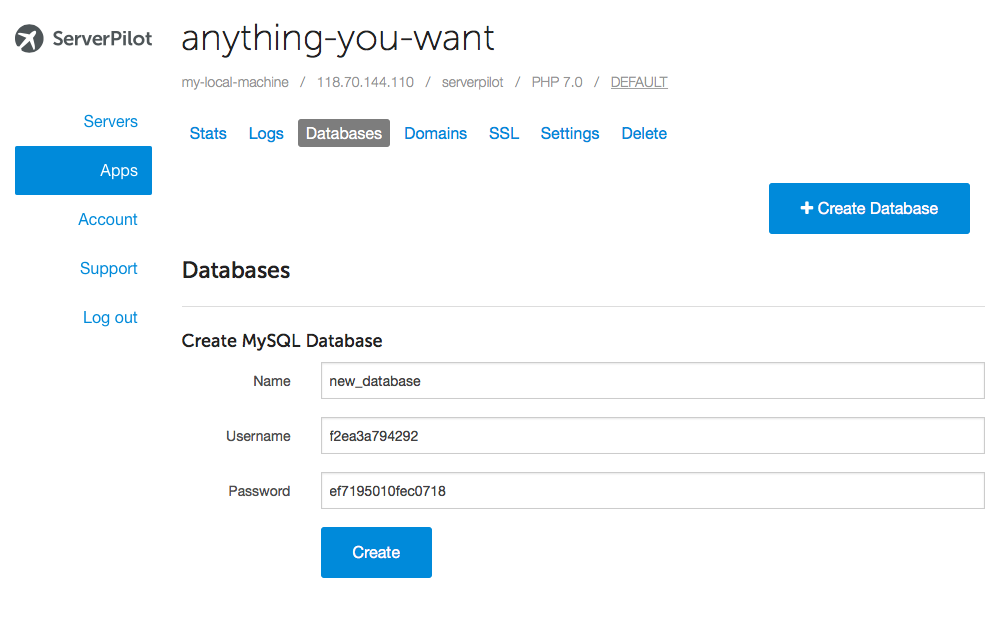 ServerPilot
anything-you-want
my-local-machine / 118.70.144.110 / serverpilot / PHP 7.0 / DEFAULT
Servers
Apps
Account
Support
Log out
Stats Logs Databases Domains SSL Settings Delete
+ Create Database
Databases
Create MySQL Database
Name new_database
Username f2ea3a794292
Password ef7195010fec0718
Create